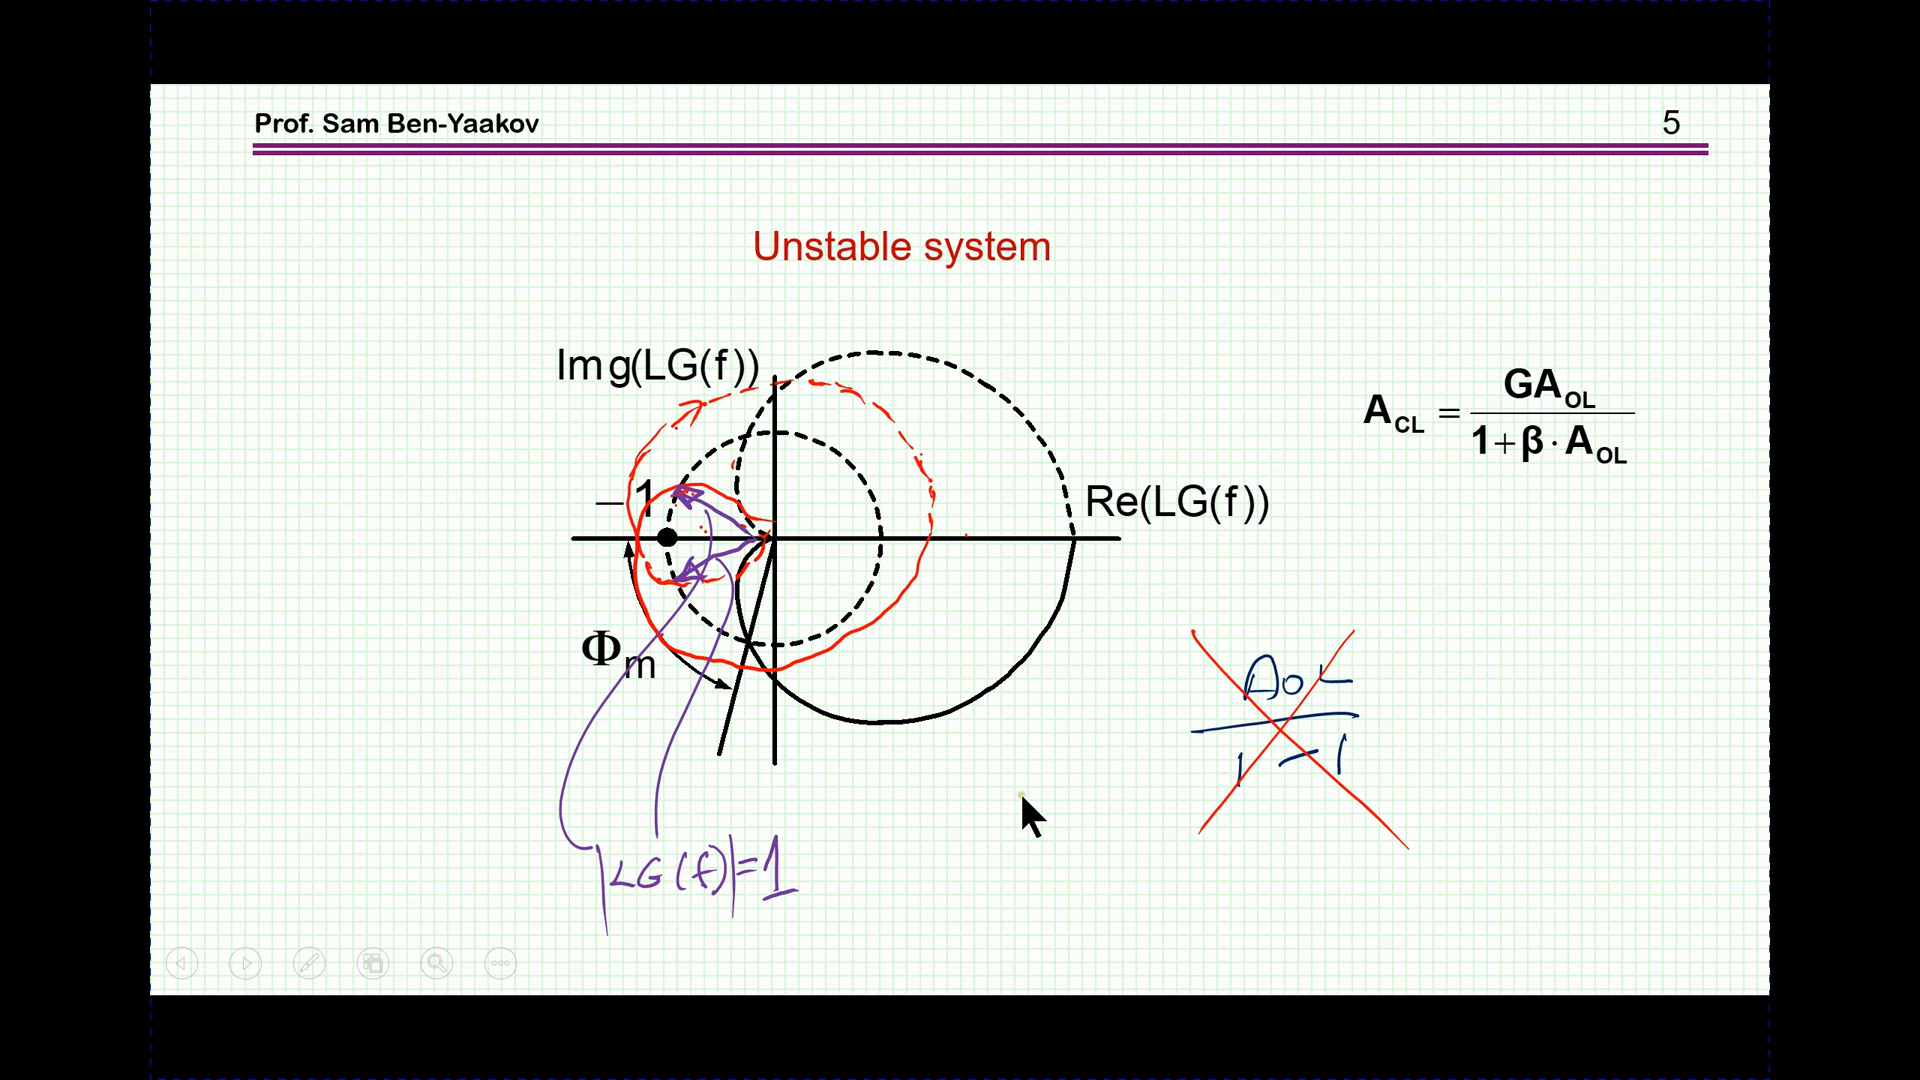 Prof. Sam Ben-Yaakov
5
Unstable system
Img(LG(f))
A_CL = GA_OL / 1+β·A_OL
−1
Re(LG(f))
Φm
A_OL
1 − 1
|LG(f)|=1